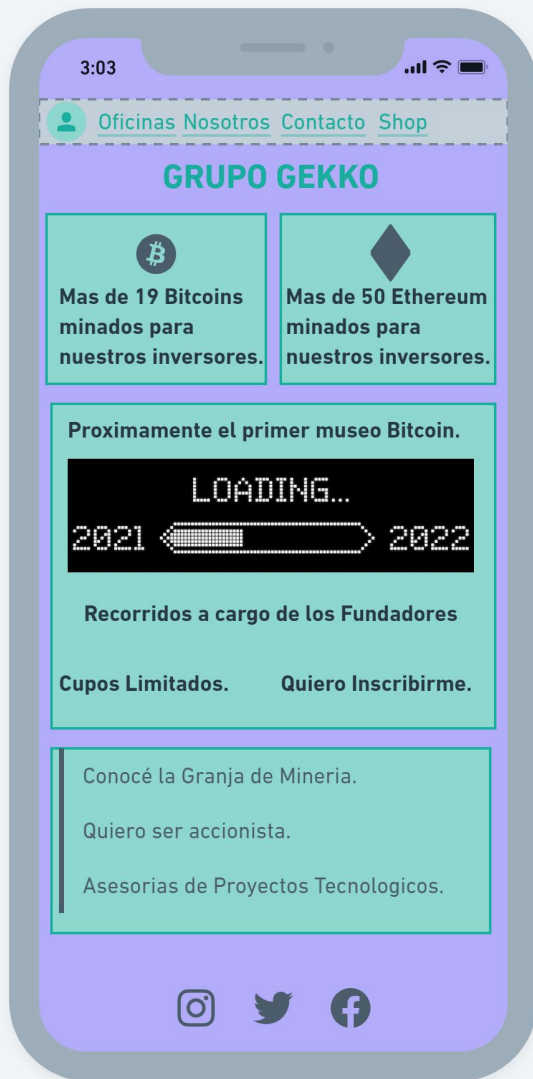 3:03
Oficinas Nosotros Contacto Shop
GRUPO GEKKO
Mas de 19 Bitcoins
minados para
nuestros inversores.
Mas de 50 Ethereum
minados para
nuestros inversores.
Proximamente el primer museo Bitcoin.
LOADING...
2021 2022
Recorridos a cargo de los Fundadores
Cupos Limitados. Quiero Inscribirme.
Conocé la Granja de Mineria.
Quiero ser accionista.
Asesorias de Proyectos Tecnologicos.